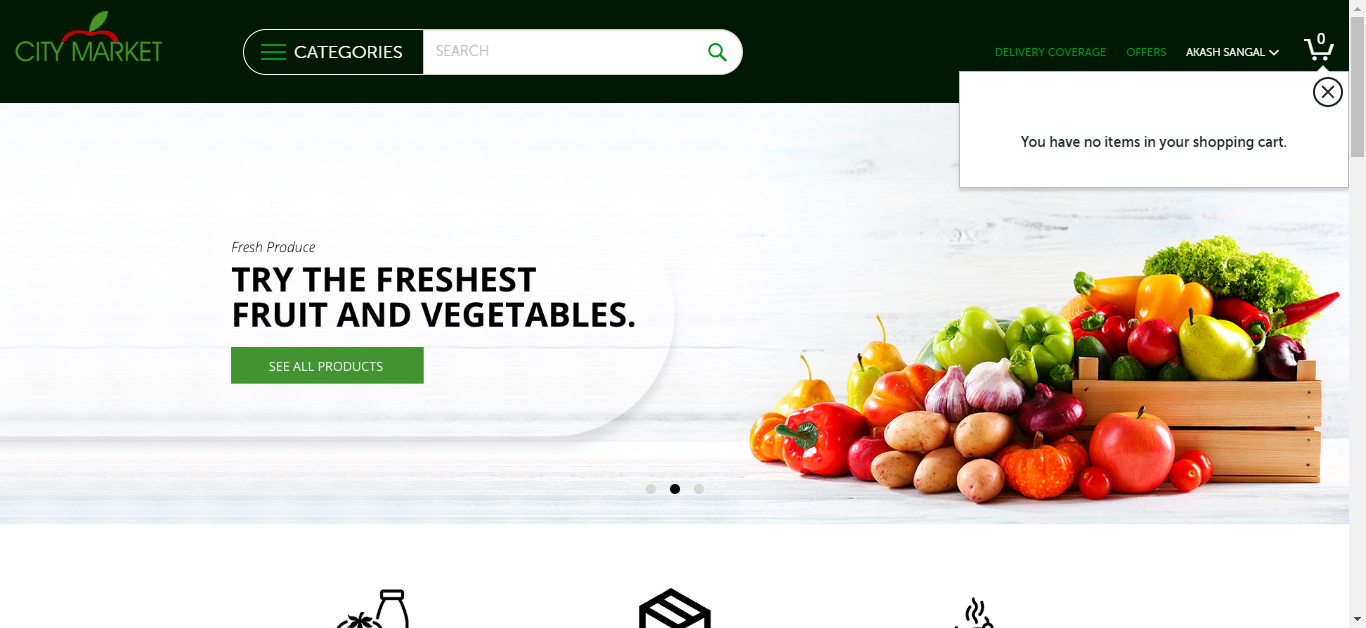 CITY MARKET
CATEGORIES
SEARCH
DELIVERY COVERAGE
OFFERS
AKASH SANGAL
0
You have no items in your shopping cart.
Fresh Produce
TRY THE FRESHEST
FRUIT AND VEGETABLES.
SEE ALL PRODUCTS